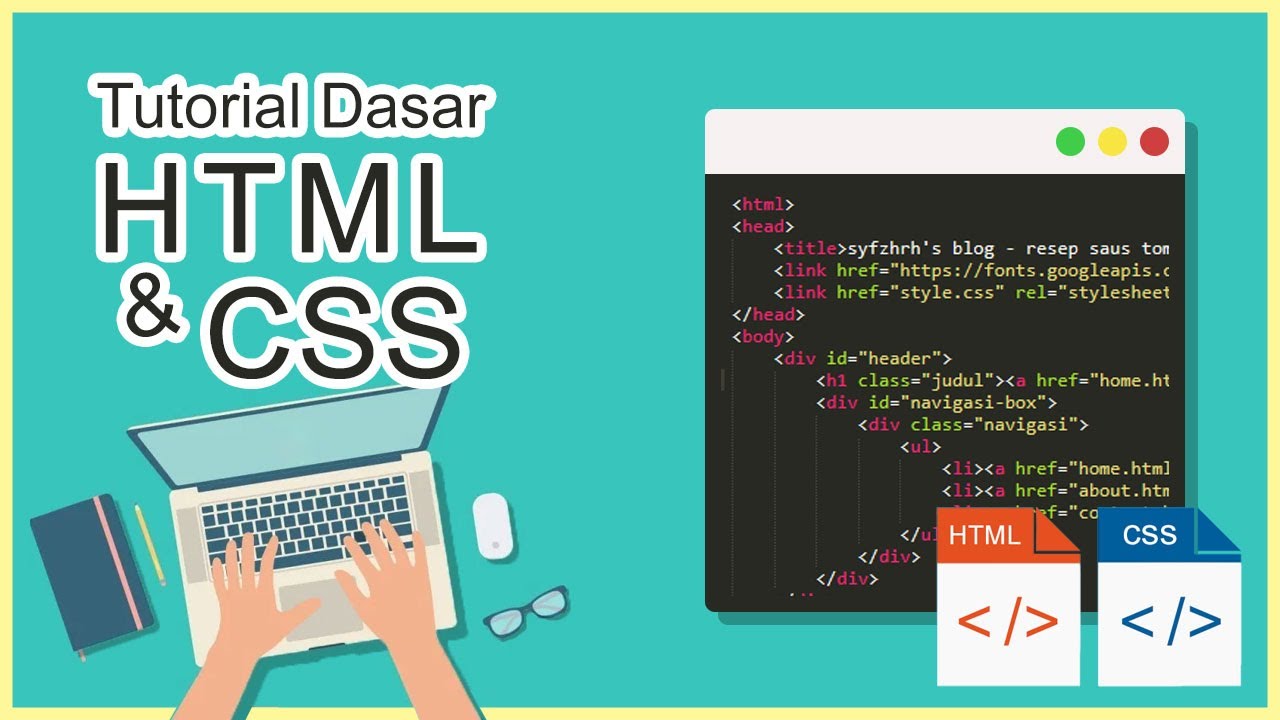 Tutorial Dasar
HTML
& CSS
<html>
<head>
<title>syfzhrh's blog - resep saus tom
<link href="https://fonts.googleapis.c
<link href="style.css" rel="stylesheet
</head>
<body>
<div id="header">
<h1 class="judul"><a href="home.ht
<div id="navigasi-box">
<div class="navigasi">
<ul>
<li><a href="home.html
<li><a href="about.htm
</ul
</div>
</div>
HTML
CSS
</>
</>